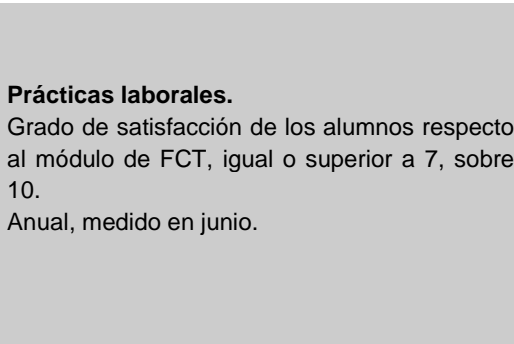 Prácticas laborales.
Grado de satisfacción de los alumnos respecto
al módulo de FCT, igual o superior a 7, sobre
10.
Anual, medido en junio.